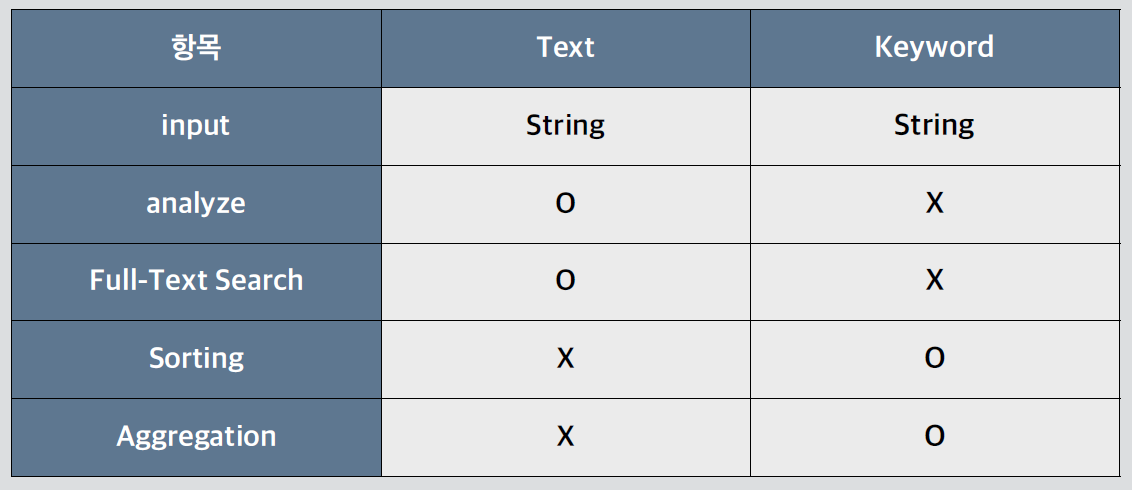 항목 Text Keyword
input String String
analyze O X
Full-Text Search O X
Sorting X O
Aggregation X O